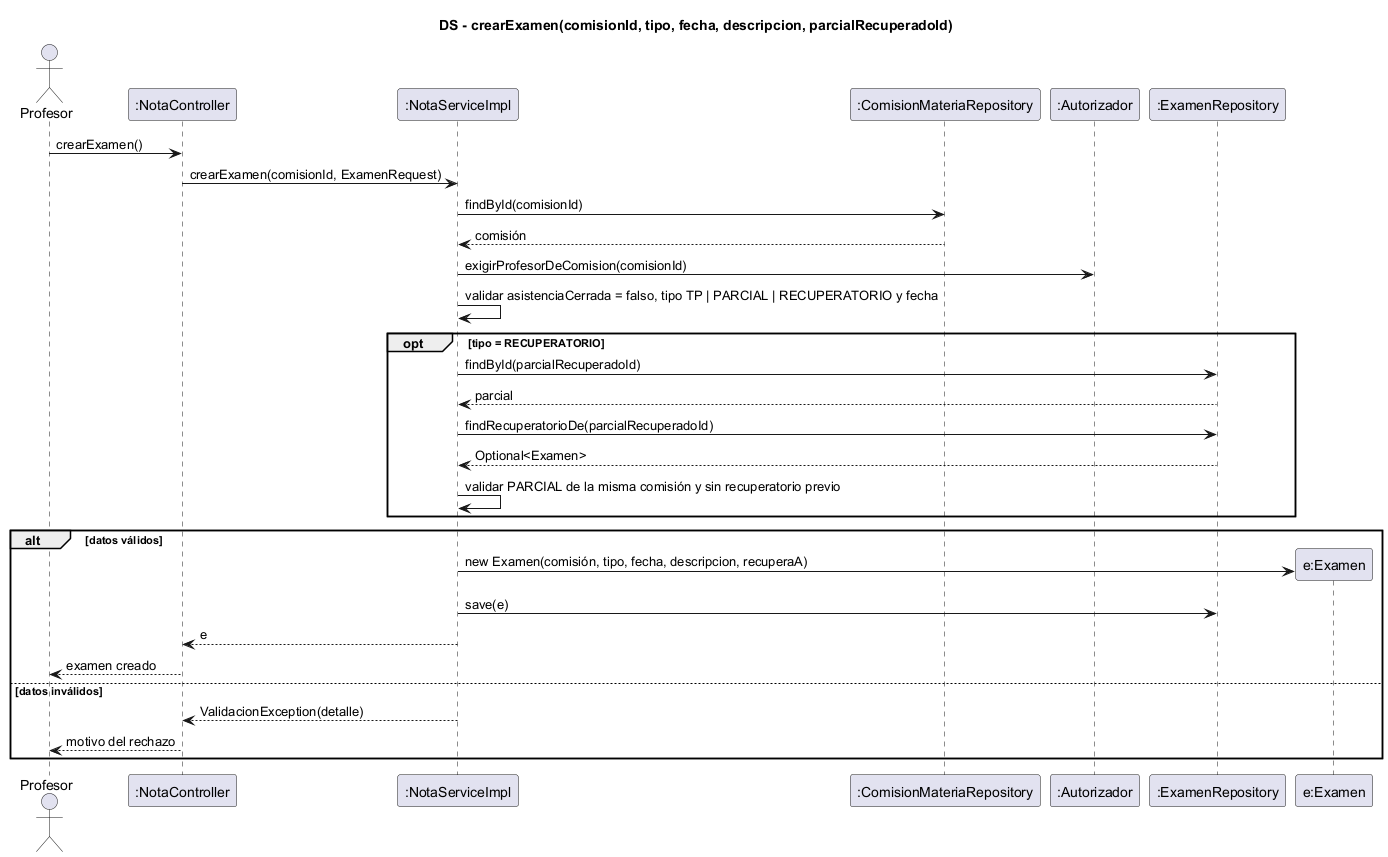 DS - crearExamen(comisionId, tipo, fecha, descripcion, parcialRecuperadoId)
Profesor
:NotaController
:NotaServiceImpl
:ComisionMateriaRepository
:Autorizador
:ExamenRepository
crearExamen()
crearExamen(comisionId, ExamenRequest)
findById(comisionId)
comisión
exigirProfesorDeComision(comisionId)
validar asistenciaCerrada = falso, tipo TP | PARCIAL | RECUPERATORIO y fecha
opt
[tipo = RECUPERATORIO]
findById(parcialRecuperadoId)
parcial
findRecuperatorioDe(parcialRecuperadoId)
Optional<Examen>
validar PARCIAL de la misma comisión y sin recuperatorio previo
alt
[datos válidos]
new Examen(comisión, tipo, fecha, descripcion, recuperaA)
e:Examen
save(e)
e
examen creado
[datos inválidos]
ValidacionException(detalle)
motivo del rechazo
Profesor
:NotaController
:NotaServiceImpl
:ComisionMateriaRepository
:Autorizador
:ExamenRepository
e:Examen